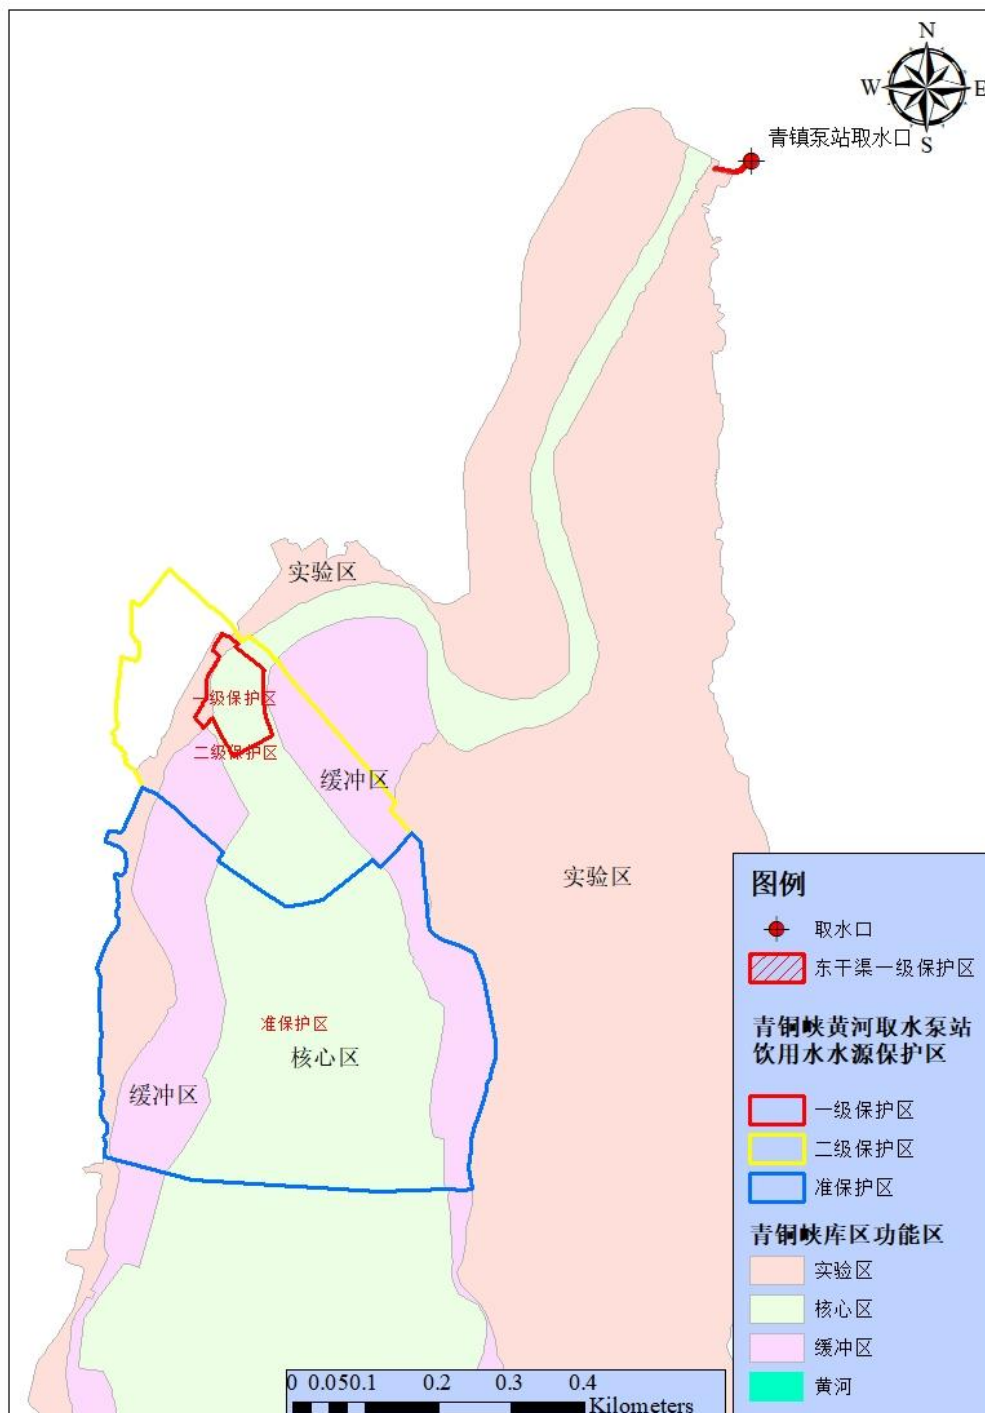 N
W
E
S
青镇泵站取水口
实验区
一级保护区
二级保护区
缓冲区
实验区
准保护区
核心区
缓冲区
图例
取水口
东干渠一级保护区
青铜峡黄河取水泵站
饮用水水源保护区
一级保护区
二级保护区
准保护区
青铜峡库区功能区
实验区
核心区
缓冲区
黄河
0 0.050.1 0.2 0.3 0.4
Kilometers